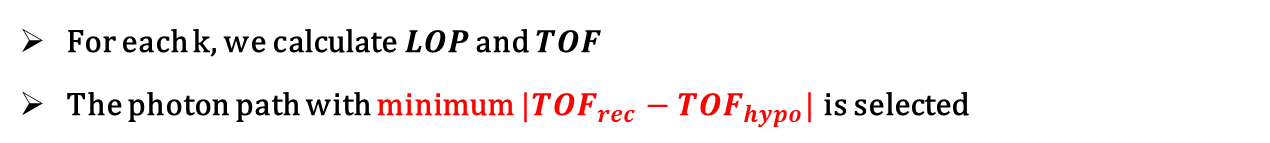 ➢ For each k, we calculate LOP and TOF
➢ The photon path with minimum |TOF_rec − TOF_hypo| is selected